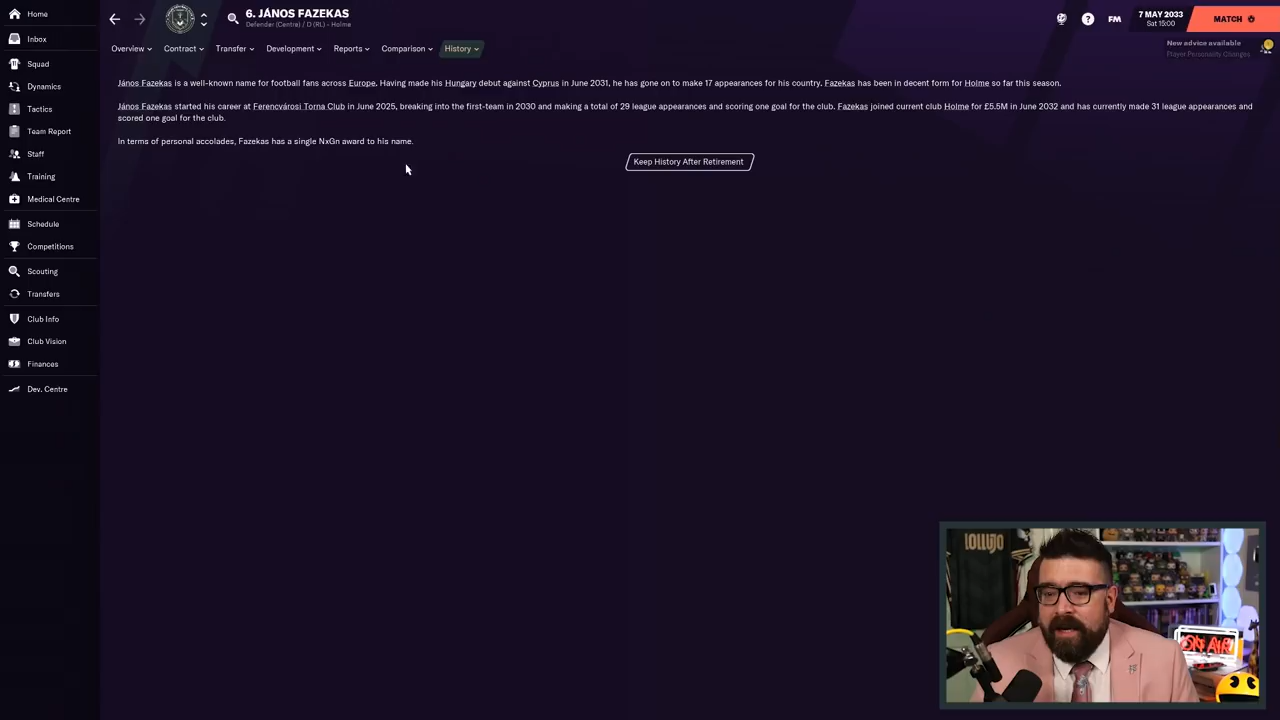 Home
Inbox
Squad
Dynamics
Tactics
Team Report
Staff
Training
Medical Centre
Schedule
Competitions
Scouting
Transfers
Club Info
Club Vision
Finances
Dev. Centre
6. JÁNOS FAZEKAS
Defender (Centre) / D (RL) - Holme
FM
7 MAY 2033
Sat 15:00
MATCH
Overview
Contract
Transfer
Development
Reports
Comparison
History
New advice available
Player Personality Changes
János Fazekas is a well-known name for football fans across Europe. Having made his Hungary debut against Cyprus in June 2031, he has gone on to make 17 appearances for his country. Fazekas has been in decent form for Holme so far this season.
János Fazekas started his career at Ferencvárosi Torna Club in June 2025, breaking into the first-team in 2030 and making a total of 29 league appearances and scoring one goal for the club. Fazekas joined current club Holme for £5.5M in June 2032 and has currently made 31 league appearances and
scored one goal for the club.
In terms of personal accolades, Fazekas has a single NxGn award to his name.
Keep History After Retirement
LOLLIJO
ON AIR